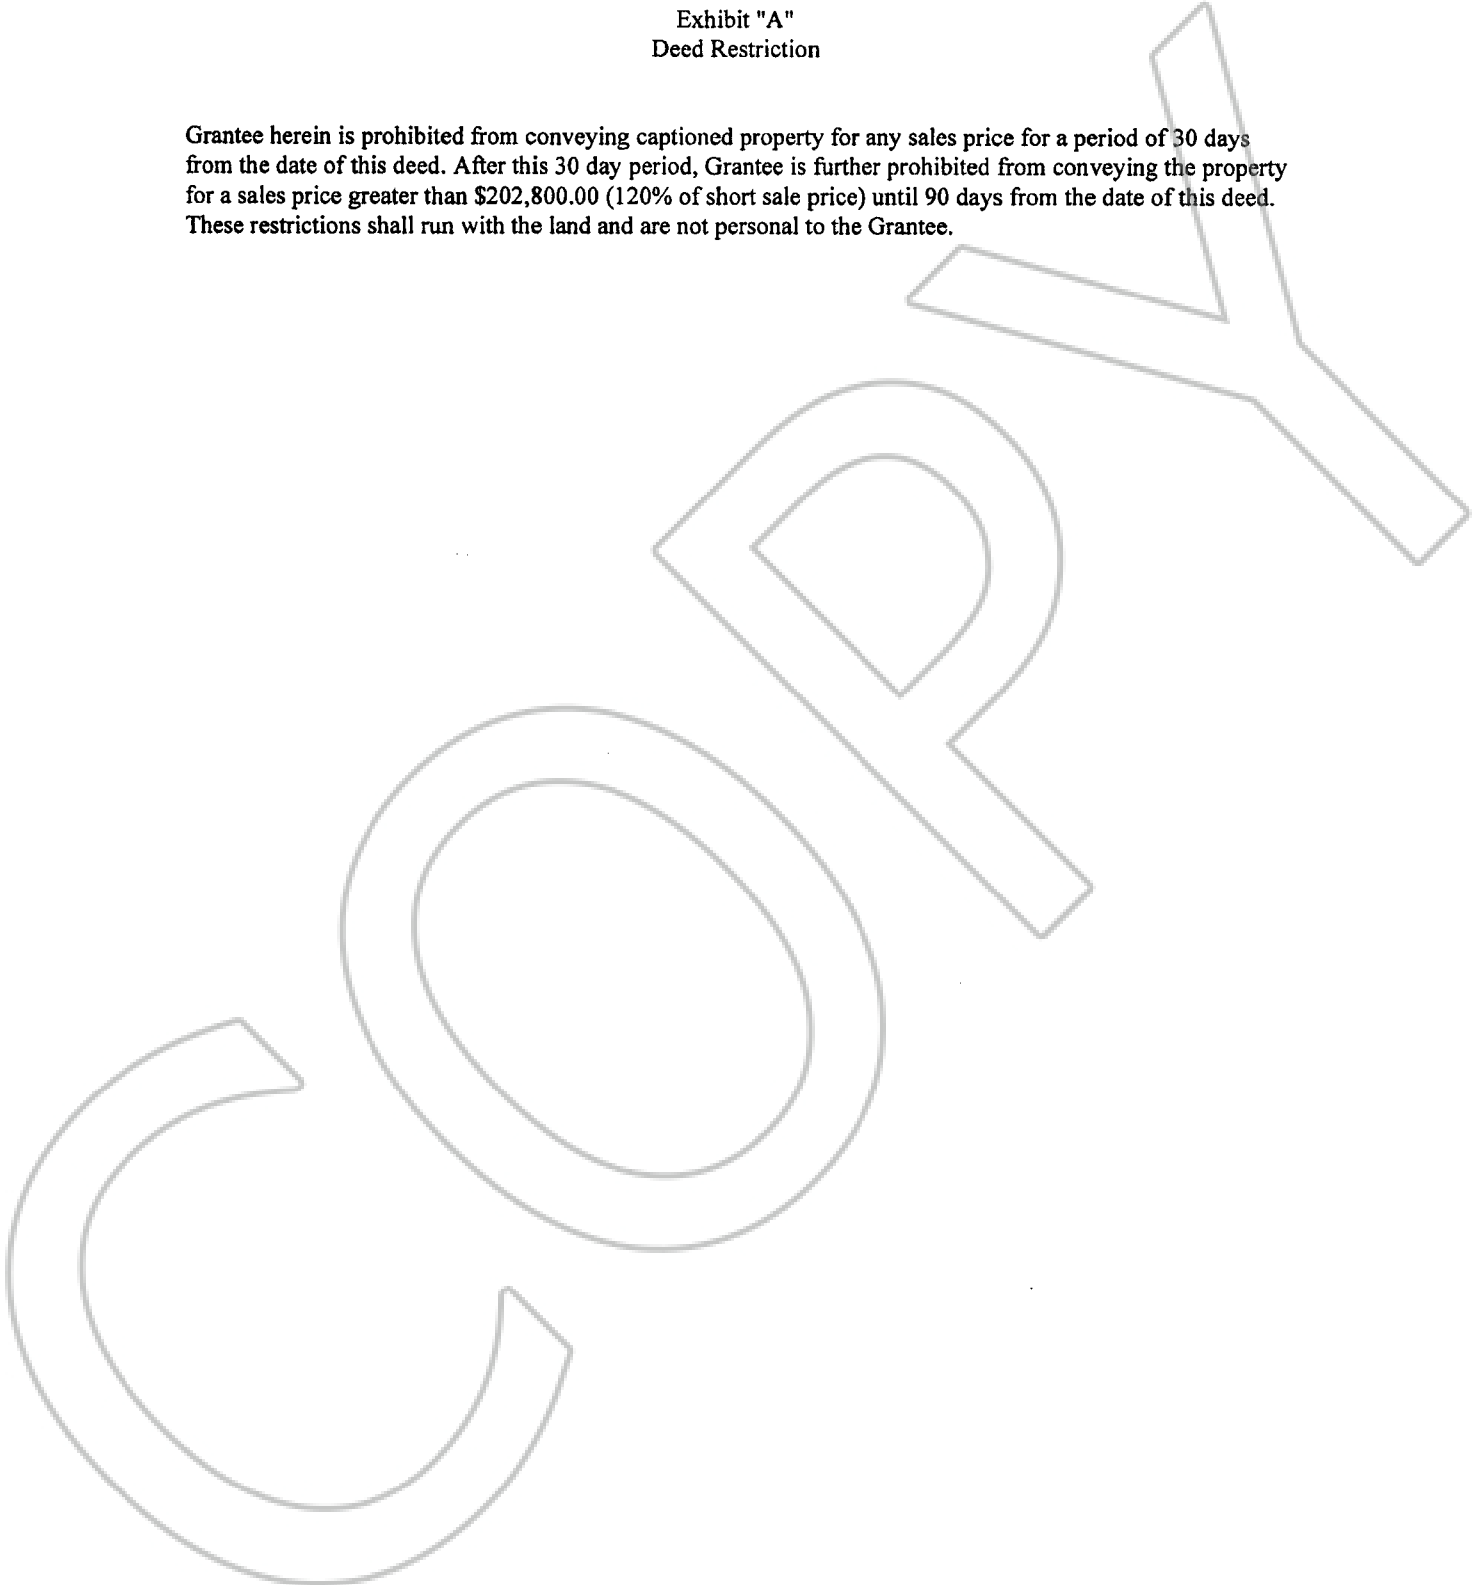 Exhibit "A"
Deed Restriction
Grantee herein is prohibited from conveying captioned property for any sales price for a period of 30 days
from the date of this deed. After this 30 day period, Grantee is further prohibited from conveying the property
for a sales price greater than $202,800.00 (120% of short sale price) until 90 days from the date of this deed.
These restrictions shall run with the land and are not personal to the Grantee.
COPY